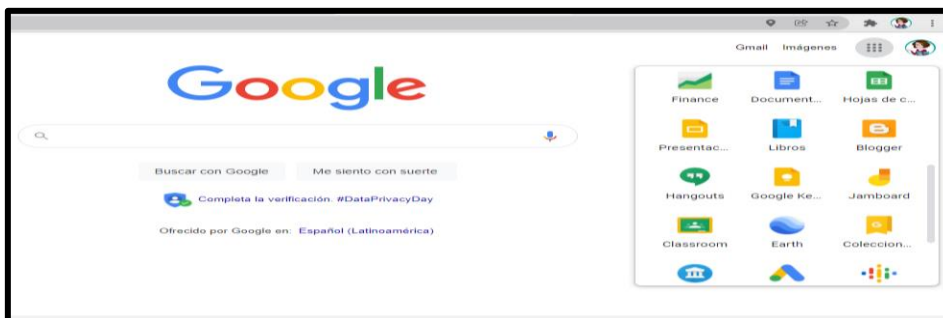 Gmail Imágenes
Google
Finance Document... Hojas de c...
Presentac... Libros Blogger
Buscar con Google Me siento con suerte
Hangouts Google Ke... Jamboard
Completa la verificación. #DataPrivacyDay
Ofrecido por Google en: Español (Latinoamérica)
Classroom Earth Coleccion...